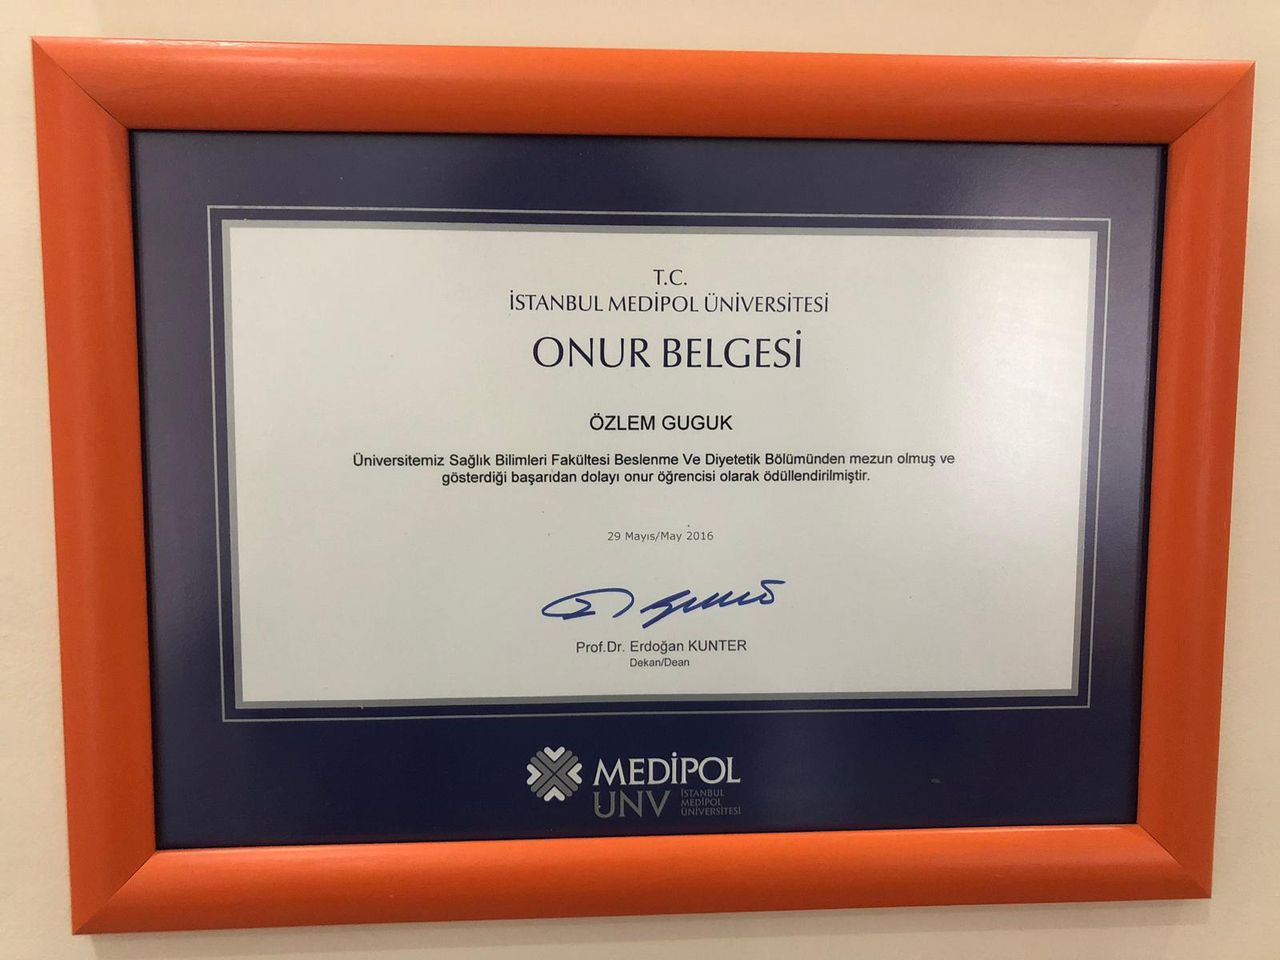 T.C.
İSTANBUL MEDİPOL ÜNİVERSİTESİ
ONUR BELGESİ
ÖZLEM GUGUK
Üniversitemiz Sağlık Bilimleri Fakültesi Beslenme Ve Diyetetik Bölümünden mezun olmuş ve
gösterdiği başarıdan dolayı onur öğrencisi olarak ödüllendirilmiştir.
29 Mayıs/May 2016
Prof.Dr. Erdoğan KUNTER
Dekan/Dean
MEDİPOL
UNV
İSTANBUL
MEDİPOL
ÜNİVERSİTESİ